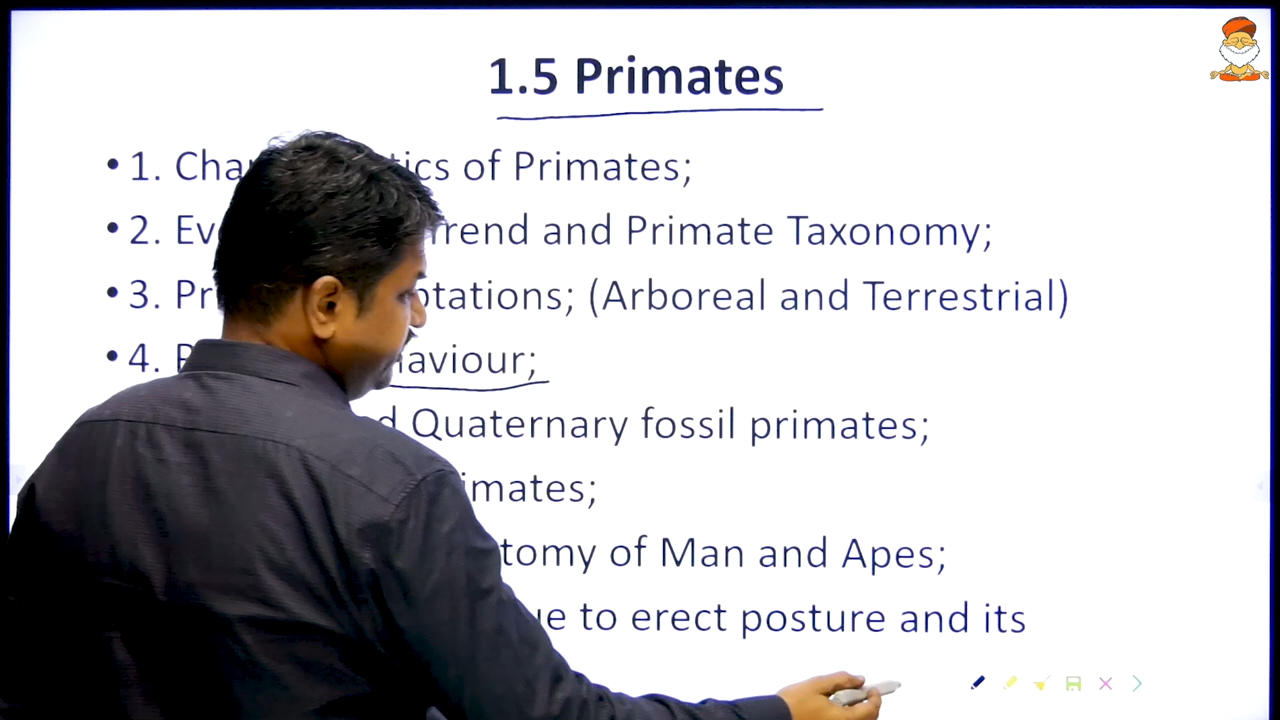 1.5 Primates
• 1. Cha tics of Primates;
• 2. Ev rend and Primate Taxonomy;
• 3. Pr ptations; (Arboreal and Terrestrial)
• 4. haviour;
d Quaternary fossil primates;
imates;
tomy of Man and Apes;
ue to erect posture and its